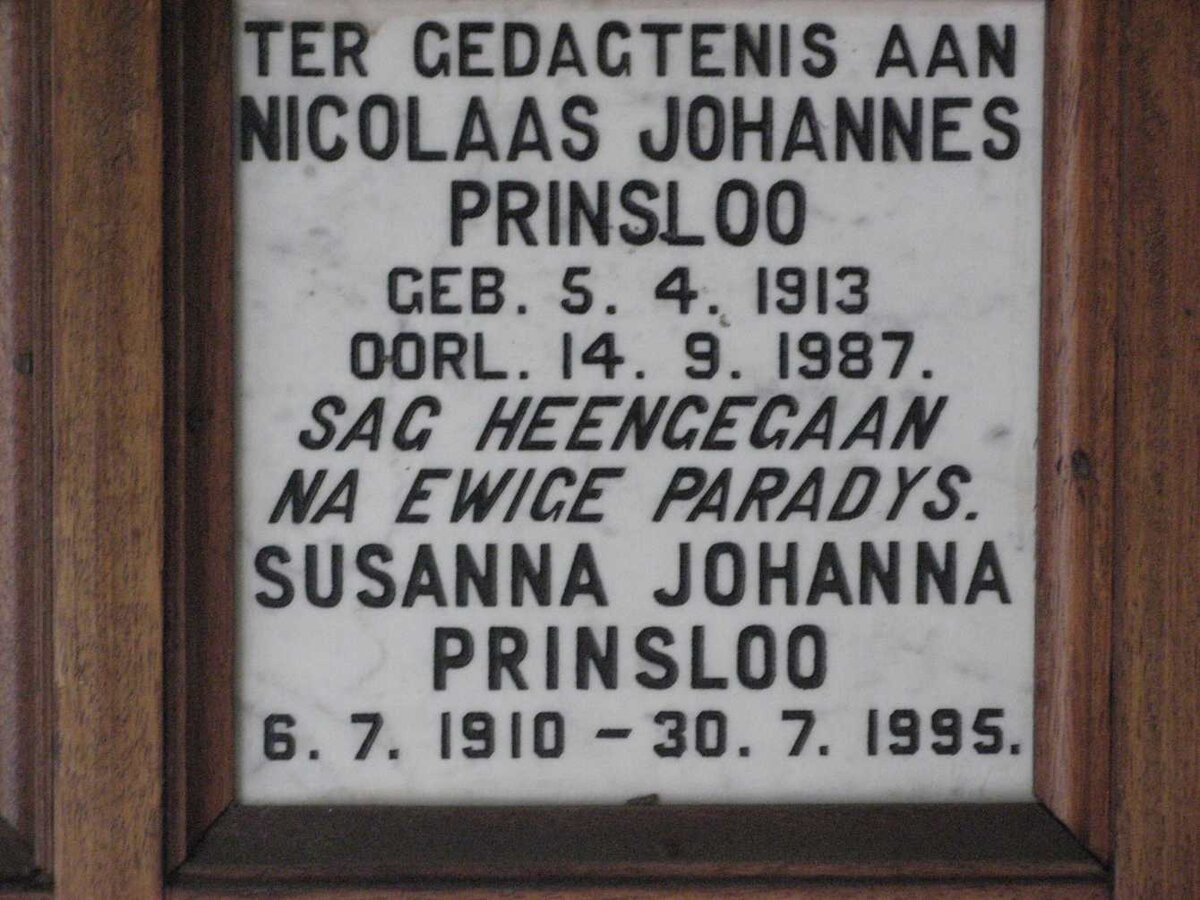 TER GEDAGTENIS AAN
NICOLAAS JOHANNES
PRINSLOO
GEB. 5. 4. 1913
OORL. 14. 9. 1987.
SAG HEENGEGAAN
NA EWIGE PARADYS.
SUSANNA JOHANNA
PRINSLOO
6. 7. 1910 – 30. 7. 1995.